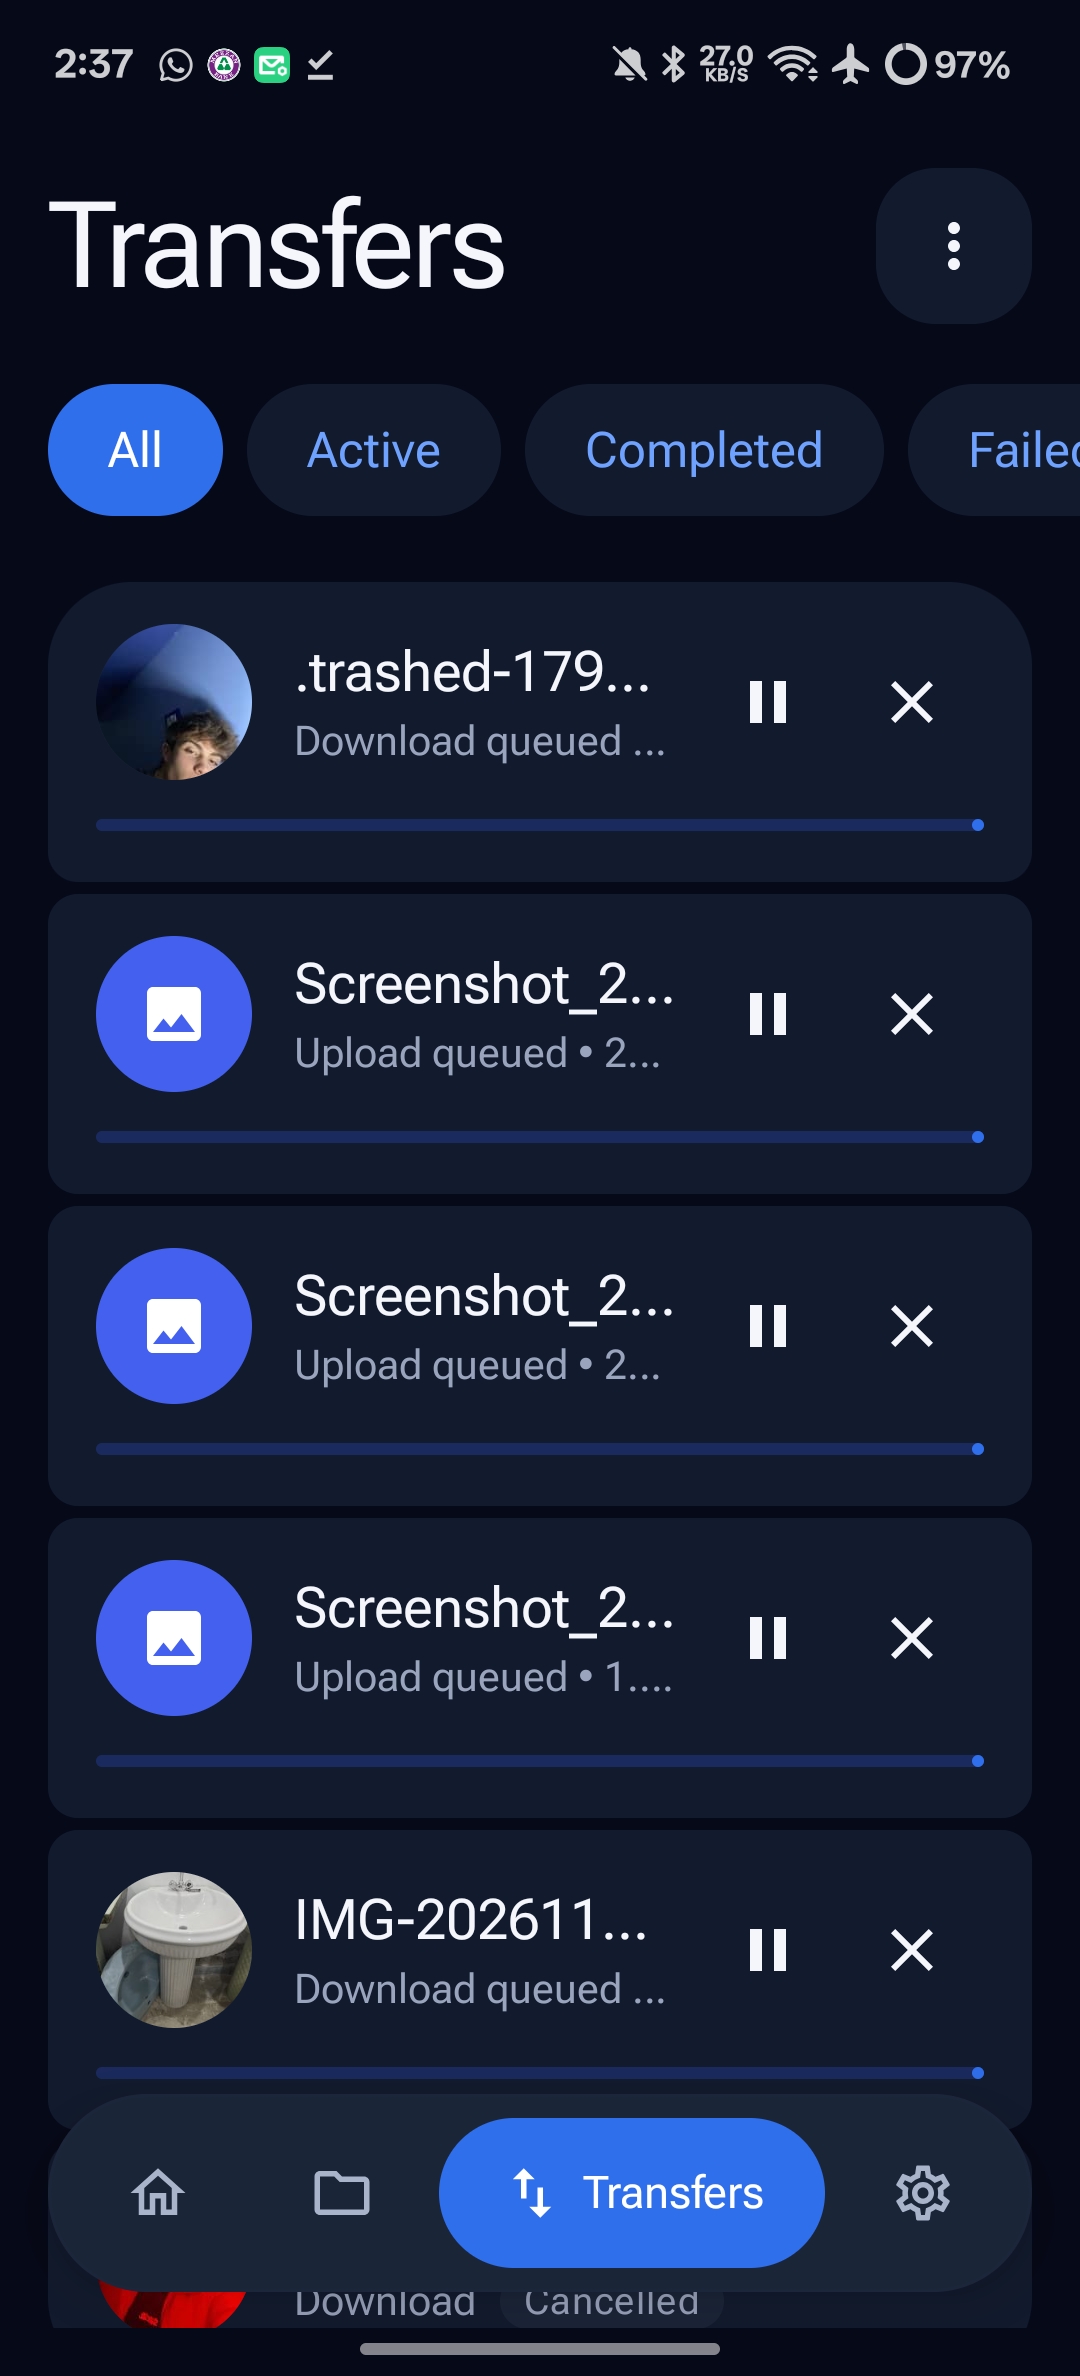 2:37
27.0
KB/S
97%
Transfers
All
Active
Completed
Failed
.trashed-179...
Download queued ...
Screenshot_2...
Upload queued • 2...
Screenshot_2...
Upload queued • 2...
Screenshot_2...
Upload queued • 1....
IMG-202611...
Download queued ...
Transfers
Download
Cancelled